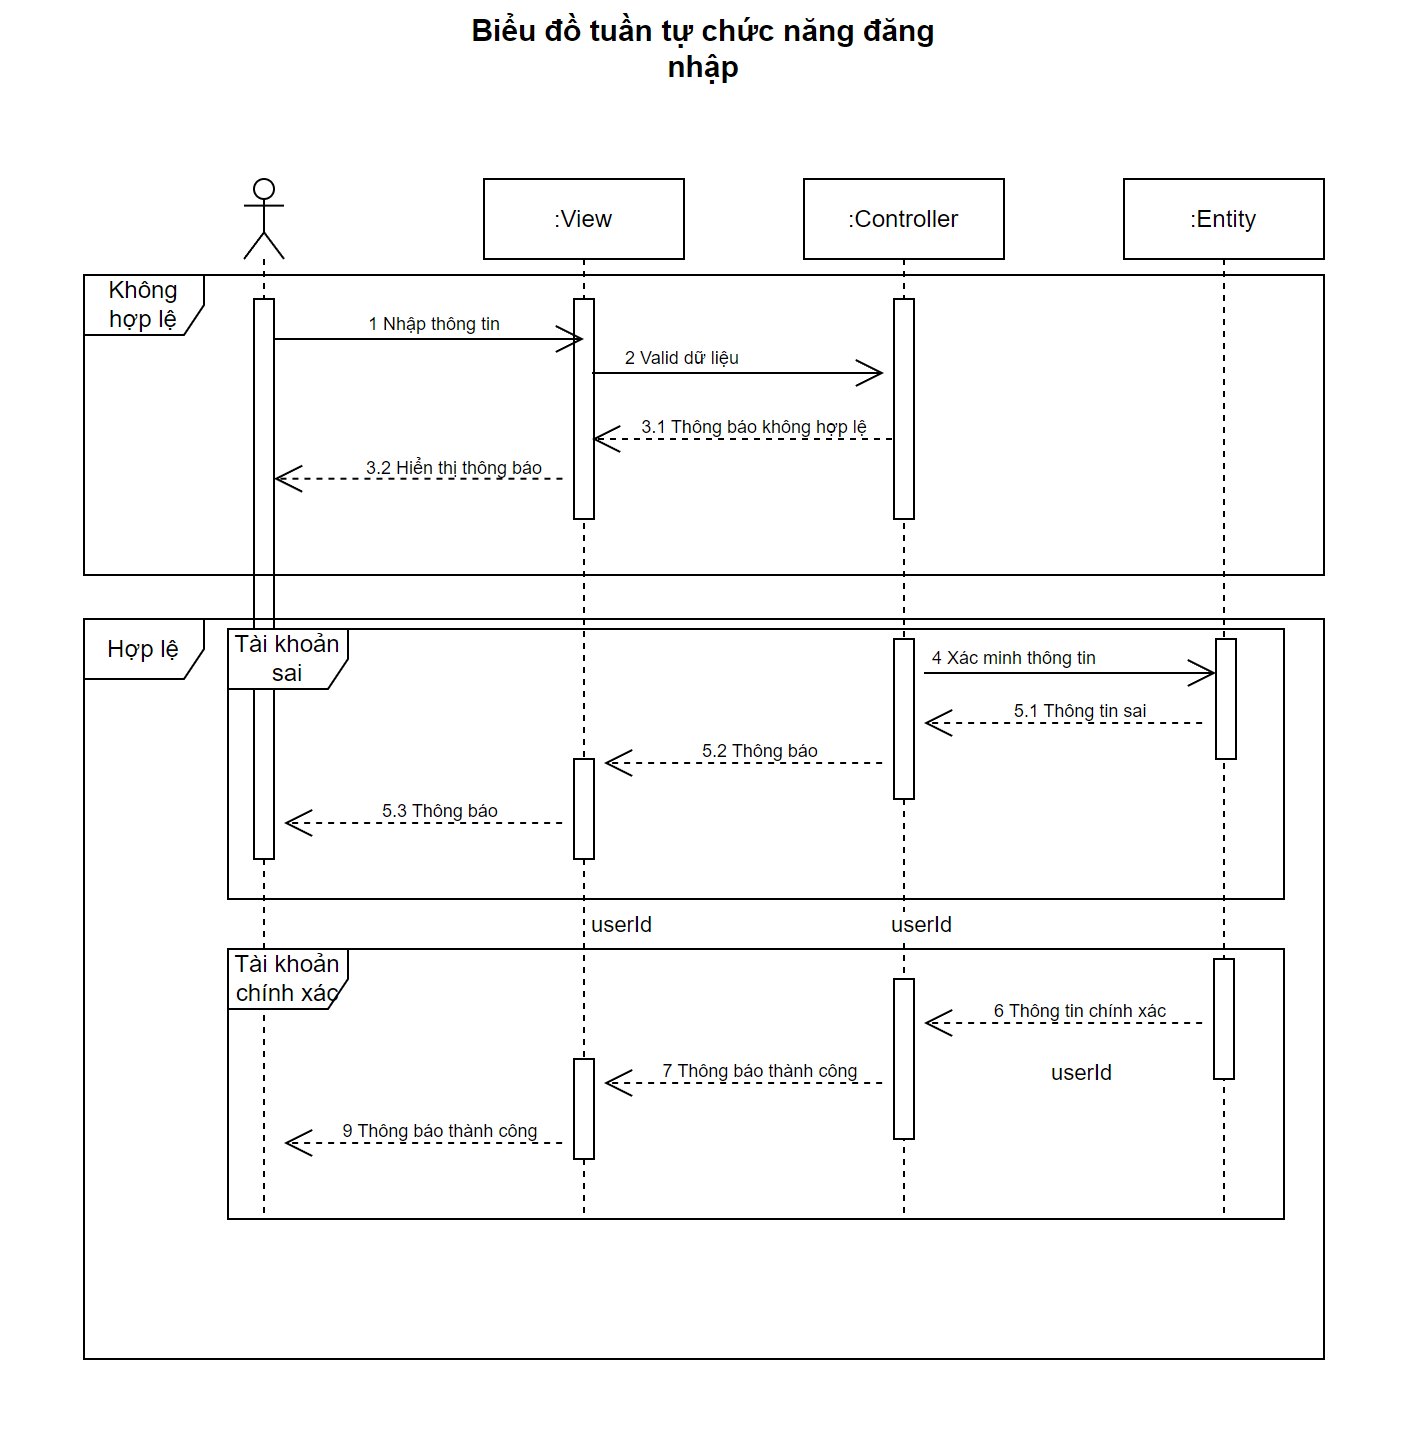 Biểu đồ tuần tự chức năng đăng
nhập
:View
:Controller
:Entity
Không
hợp lệ
1 Nhập thông tin
2 Valid dữ liệu
3.1 Thông báo không hợp lệ
3.2 Hiển thị thông báo
Hợp lệ
Tài khoản
sai
4 Xác minh thông tin
5.1 Thông tin sai
5.2 Thông báo
5.3 Thông báo
userId
userId
Tài khoản
chính xác
6 Thông tin chính xác
7 Thông báo thành công
userId
9 Thông báo thành công